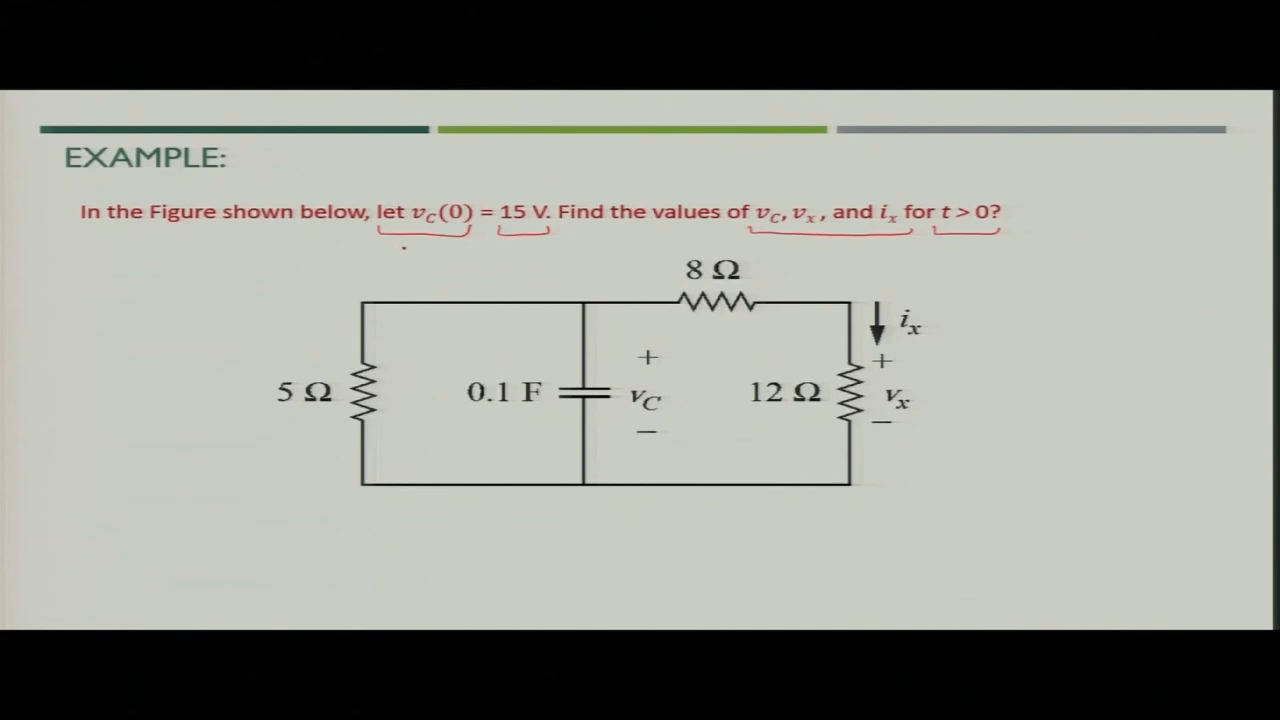 EXAMPLE:
In the Figure shown below, let v_C(0) = 15 V. Find the values of v_C, v_x, and i_x for t > 0?
8 Ω
i_x
+ +
5 Ω 0.1 F v_C 12 Ω v_x
− −